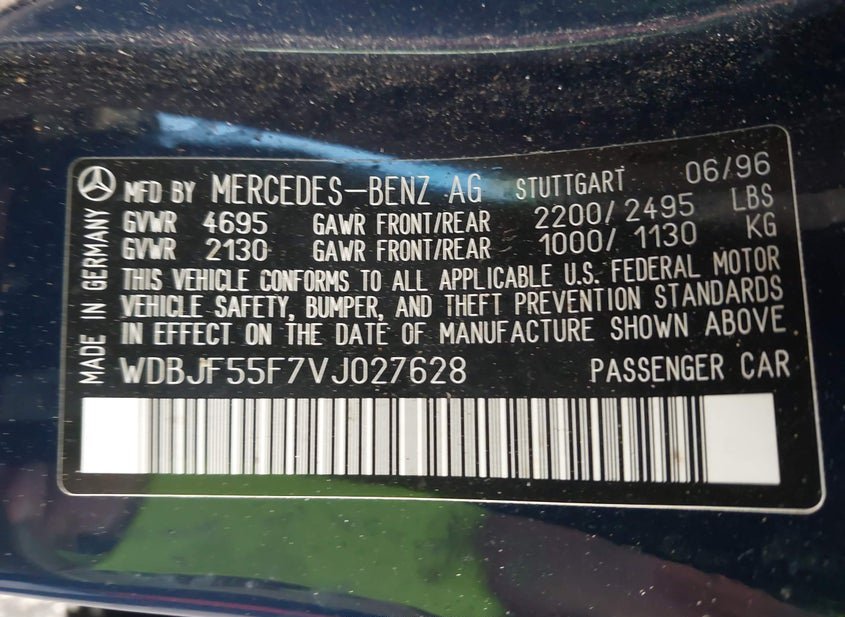 MFD BY MERCEDES-BENZ AG STUTTGART 06/96
GVWR 4695 GAWR FRONT/REAR 2200/2495 LBS
GVWR 2130 GAWR FRONT/REAR 1000/1130 KG
THIS VEHICLE CONFORMS TO ALL APPLICABLE U.S. FEDERAL MOTOR
VEHICLE SAFETY, BUMPER, AND THEFT PREVENTION STANDARDS
IN EFFECT ON THE DATE OF MANUFACTURE SHOWN ABOVE
WDBJF55F7VJ027628 PASSENGER CAR
MADE IN GERMANY